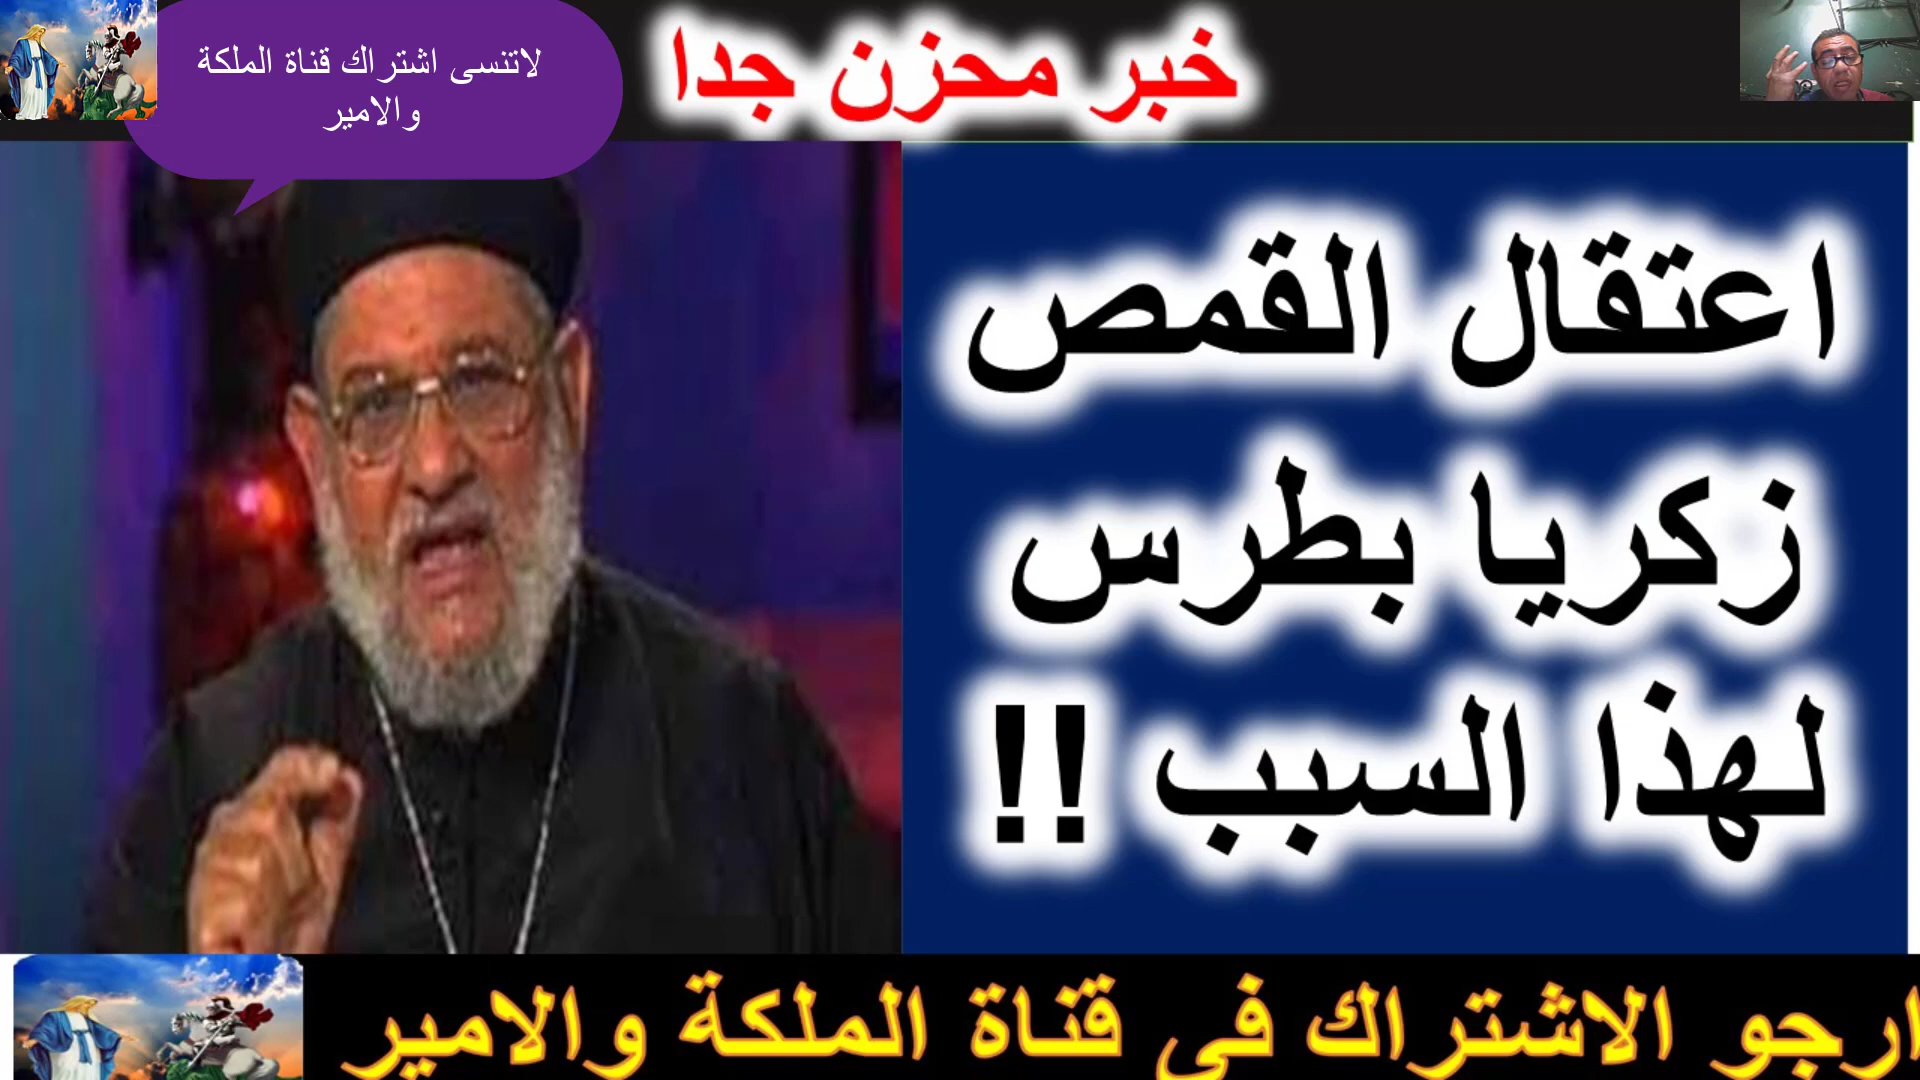 لاتنسى اشتراك قناة الملكة
والامير
خبر محزن جدا
اعتقال القمص
زكريا بطرس
لهذا السبب !!
ارجو الاشتراك فى قناة الملكة والامير